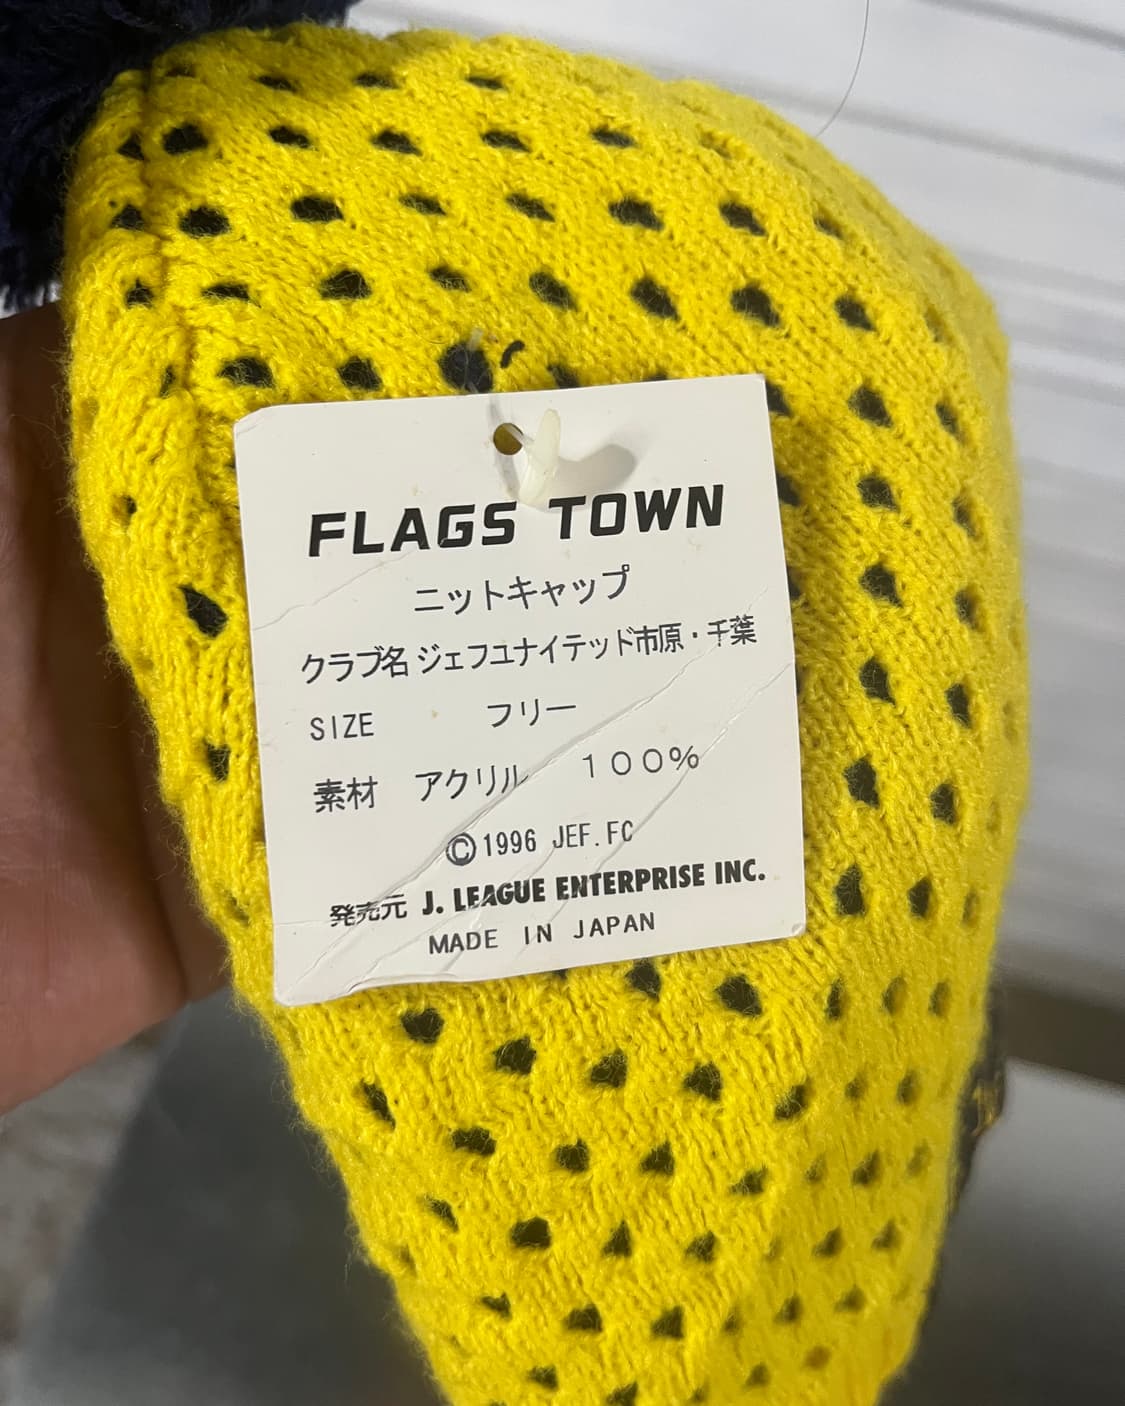 FLAGS TOWN
ニットキャップ
クラブ名 ジェフユナイテッド市原・千葉
SIZE フリー
素材 アクリル 100%
©1996 JEF.FC
発売元 J. LEAGUE ENTERPRISE INC.
MADE IN JAPAN